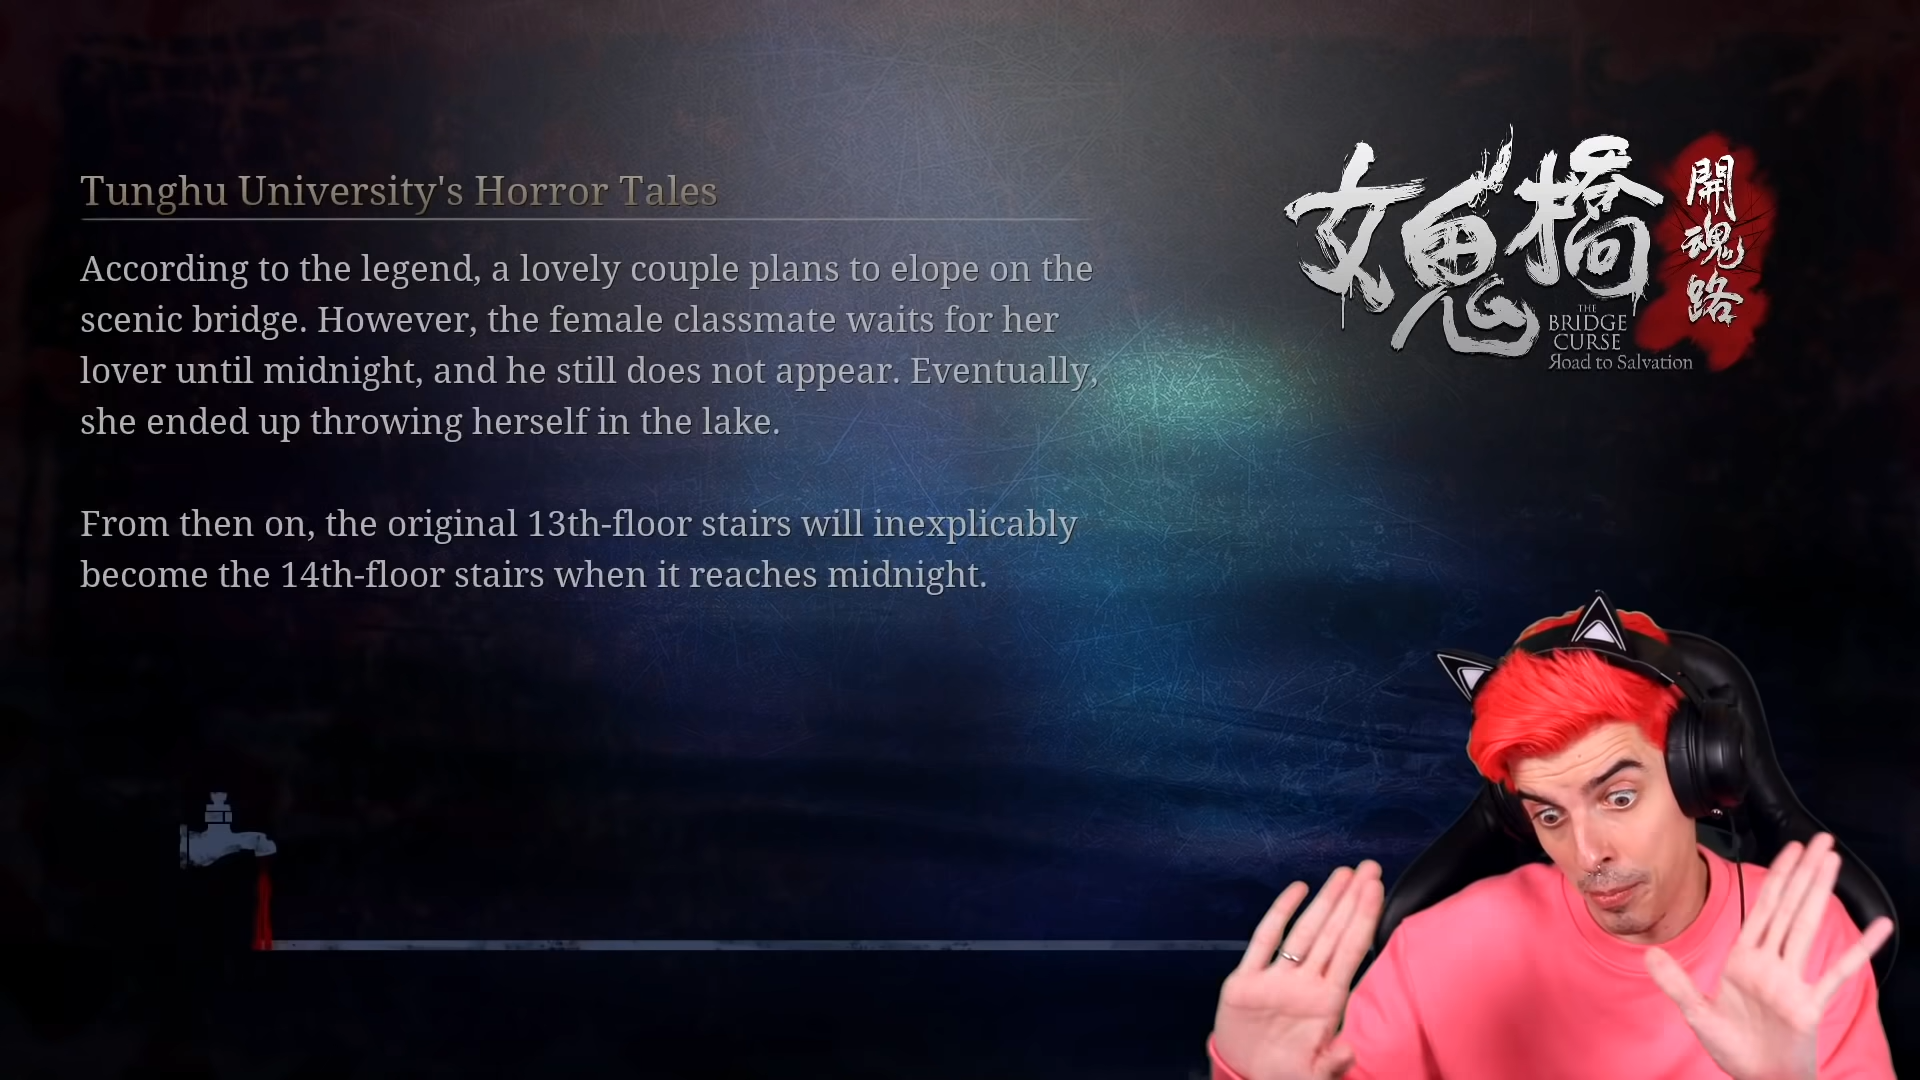 Tunghu University's Horror Tales
According to the legend, a lovely couple plans to elope on the
scenic bridge. However, the female classmate waits for her
lover until midnight, and he still does not appear. Eventually,
she ended up throwing herself in the lake.
From then on, the original 13th-floor stairs will inexplicably
become the 14th-floor stairs when it reaches midnight.
女鬼橋
開魂路
THE
BRIDGE
CURSE
Road to Salvation